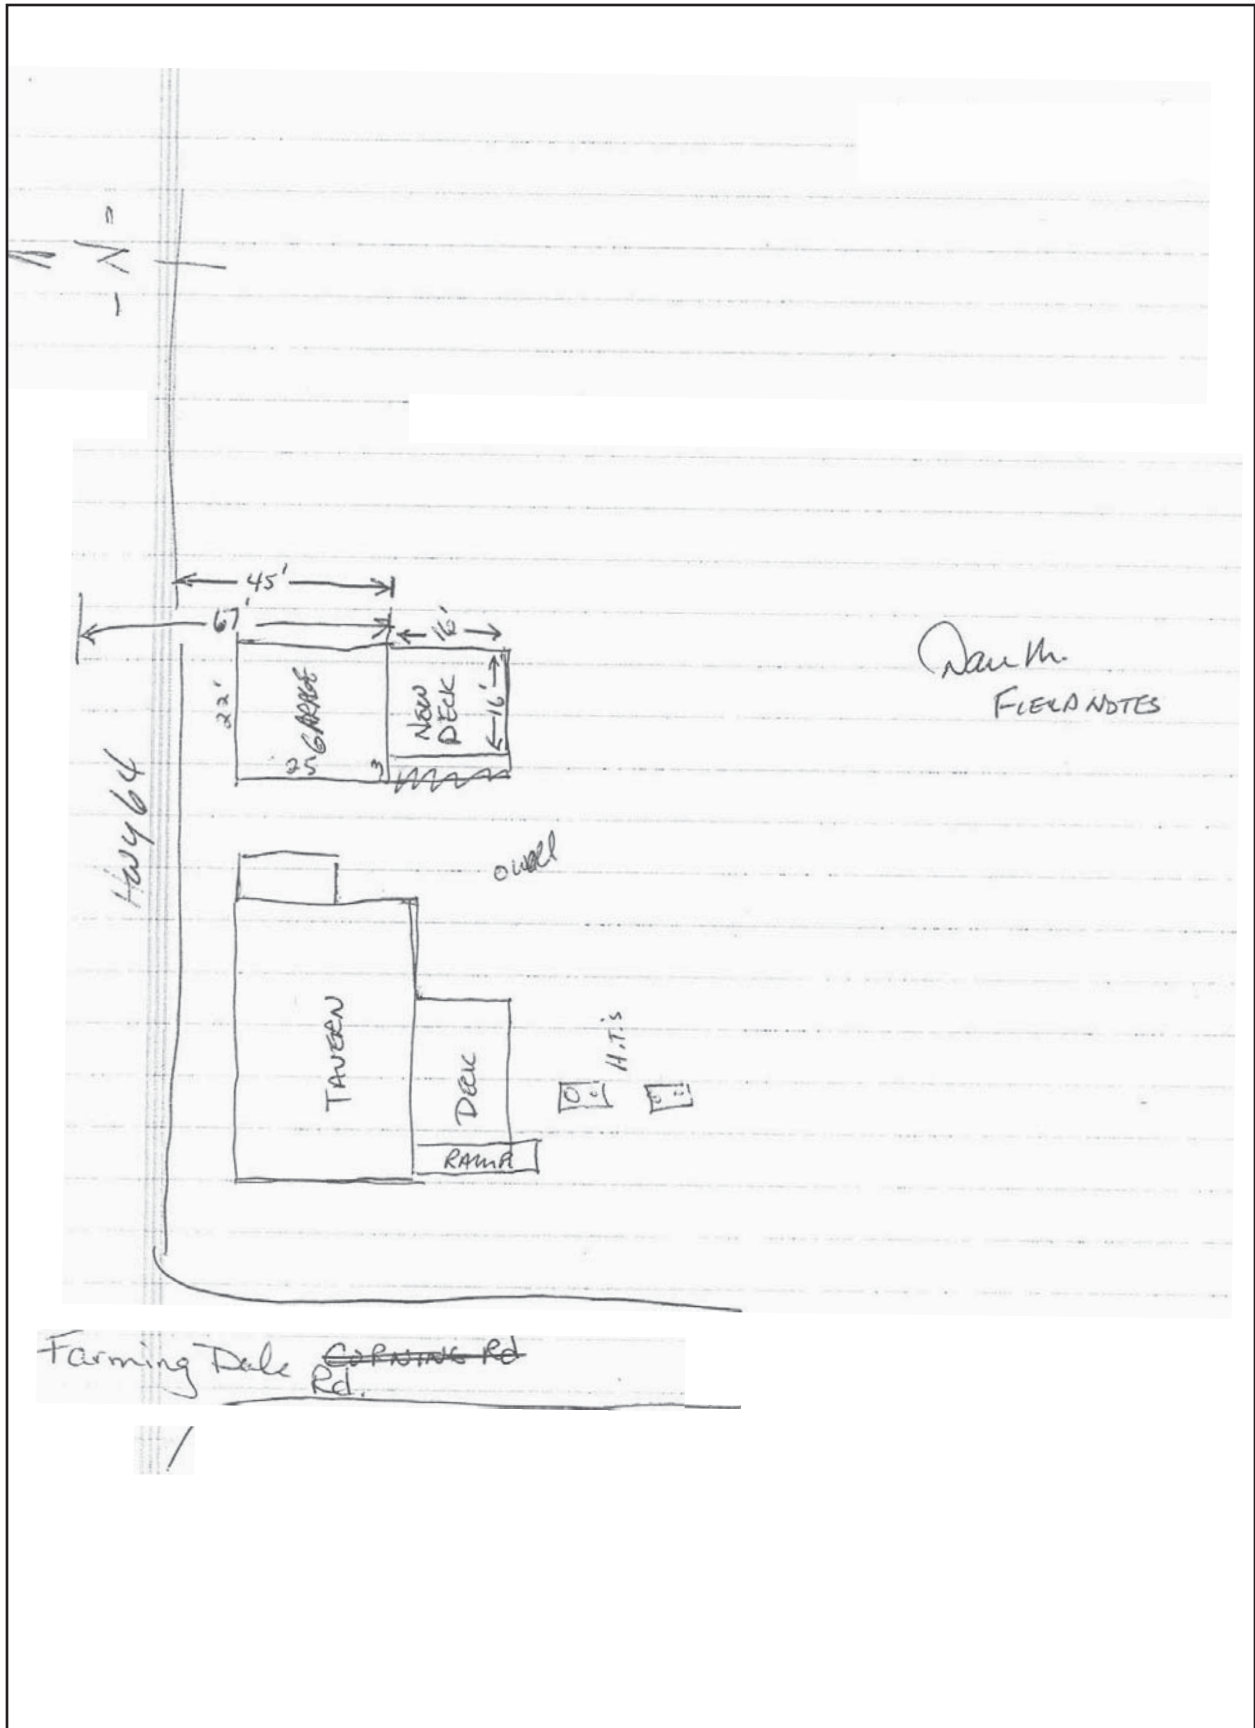 - N -
45'
67'
16'
22'
GARAGE
25
3
NEW
DECK
16'
HWY 64
FIELD NOTES
O well
TAVERN
DECK
RAMP
H.T.'s
Farming Dale CORNING Rd
Rd.